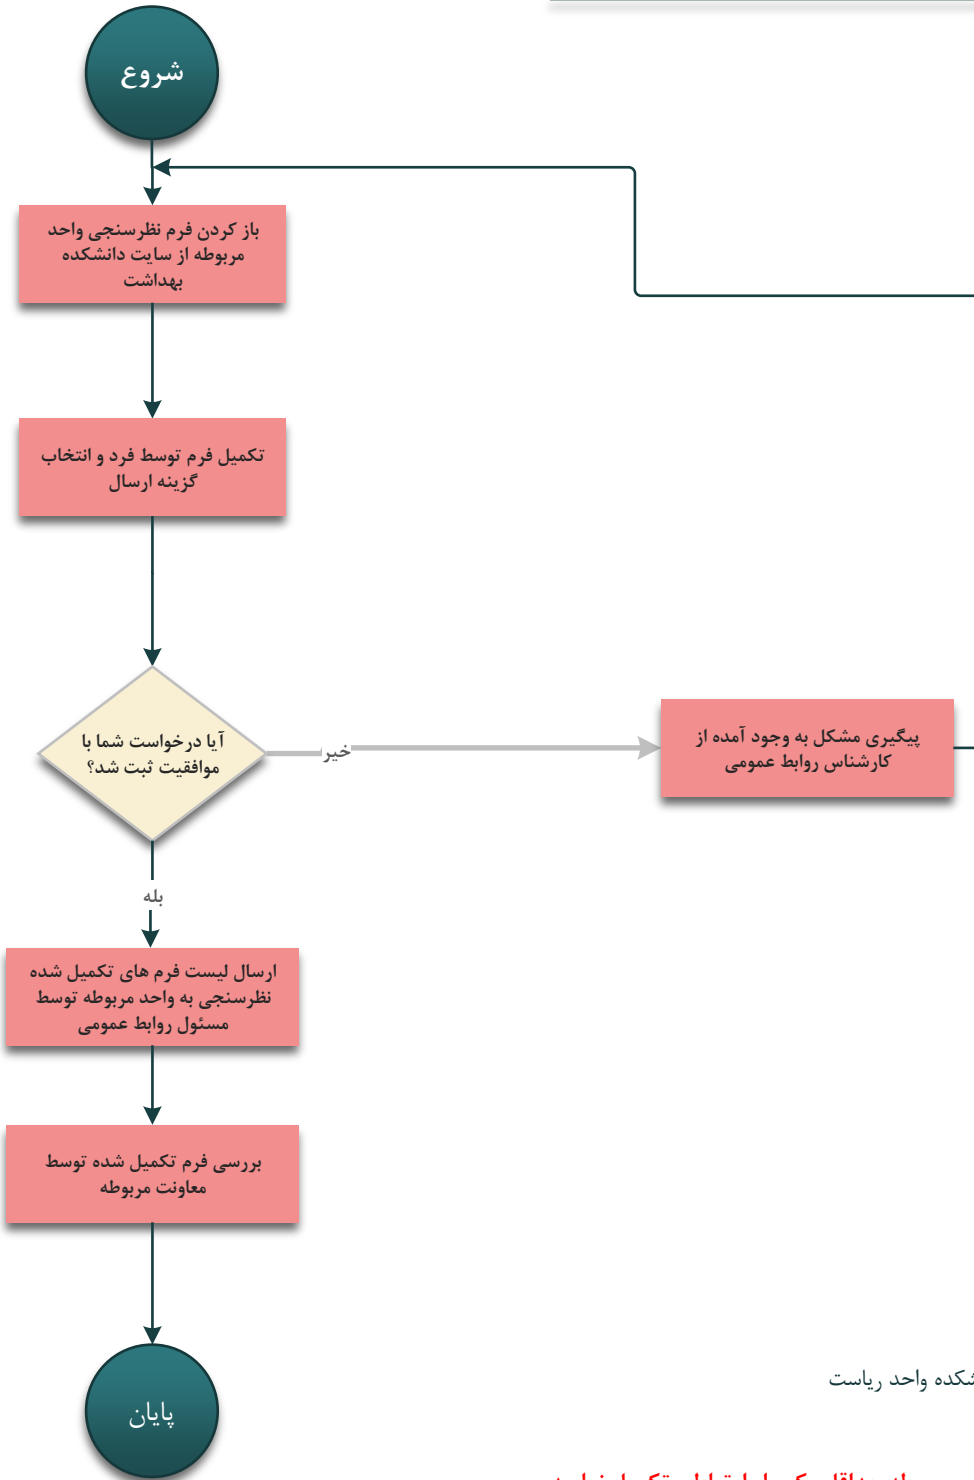 شروع
باز کردن فرم نظرسنجی واحد
مربوطه از سایت دانشکده
بهداشت
تکمیل فرم توسط فرد و انتخاب
گزینه ارسال
آیا درخواست شما با
موفقیت ثبت شد؟
خیر
پیگیری مشکل به وجود آمده از
کارشناس روابط عمومی
بله
ارسال لیست فرم های تکمیل شده
نظرسنجی به واحد مربوطه توسط
مسئول روابط عمومی
بررسی فرم تکمیل شده توسط
معاونت مربوطه
پایان
واحد ریاست